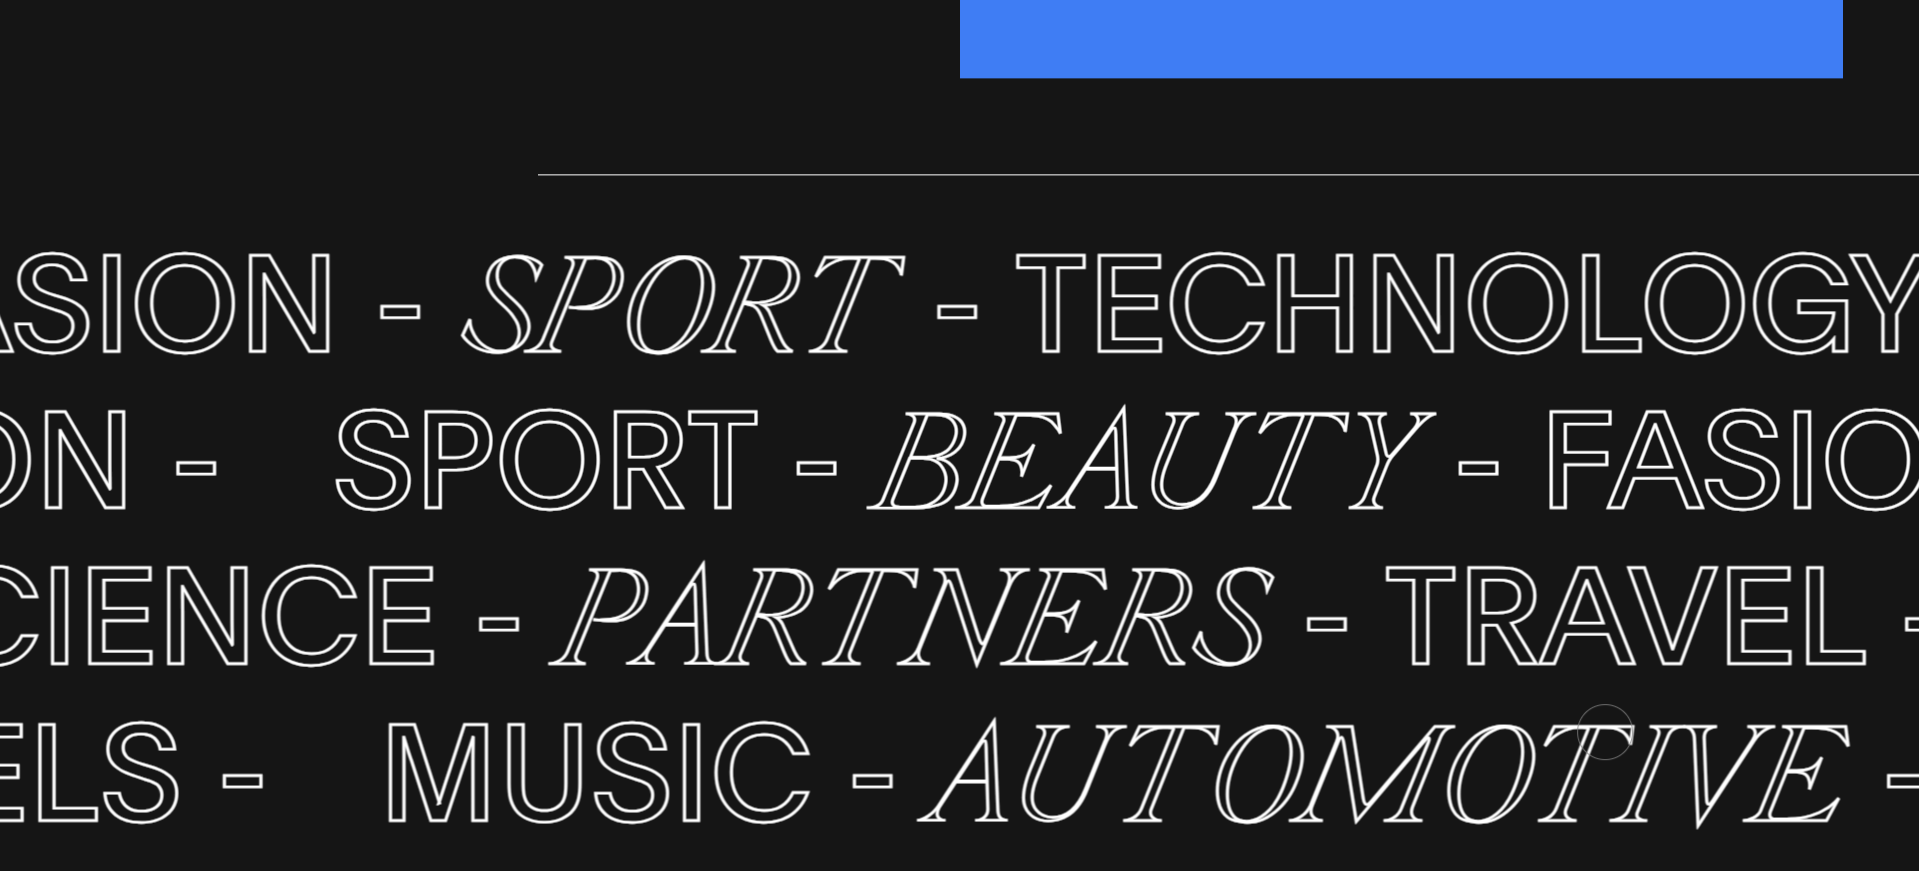 ASION - SPORT - TECHNOLOGY
ON - SPORT - BEAUTY - FASIO
CIENCE - PARTNERS - TRAVEL -
ELS - MUSIC - AUTOMOTIVE -